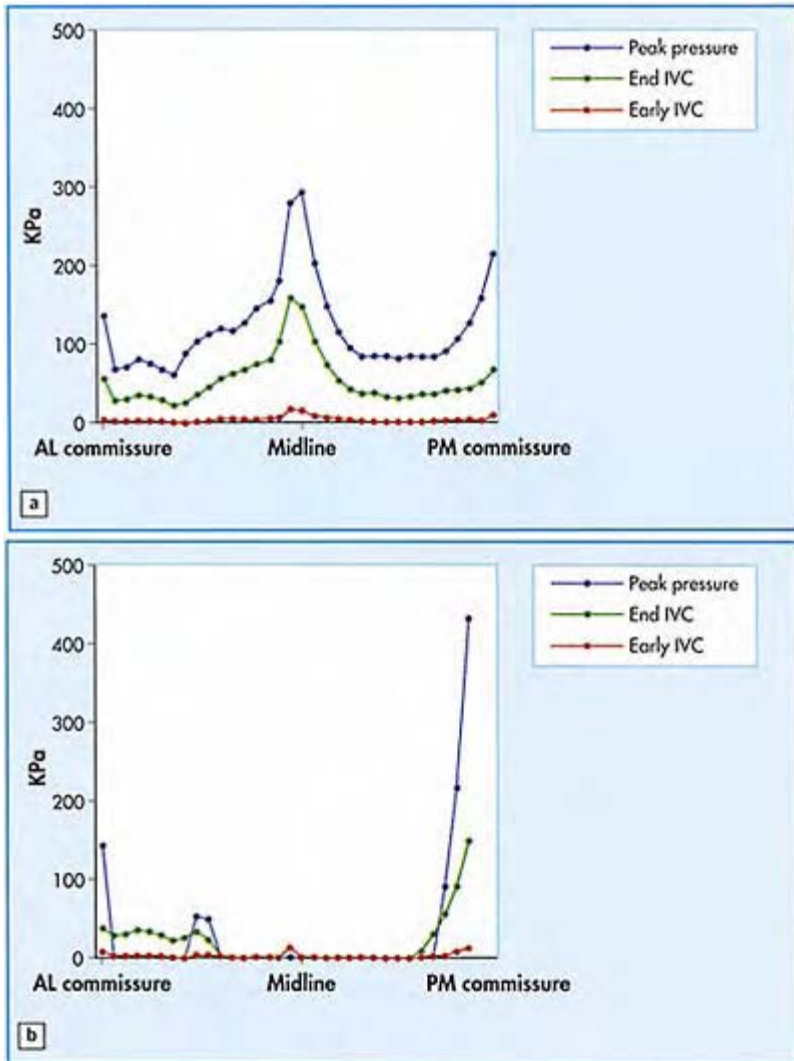 500
400
300
200
100
0
KPa
AL commissure Midline PM commissure
Peak pressure
End IVC
Early IVC
a
500
400
300
200
100
0
KPa
AL commissure Midline PM commissure
Peak pressure
End IVC
Early IVC
b